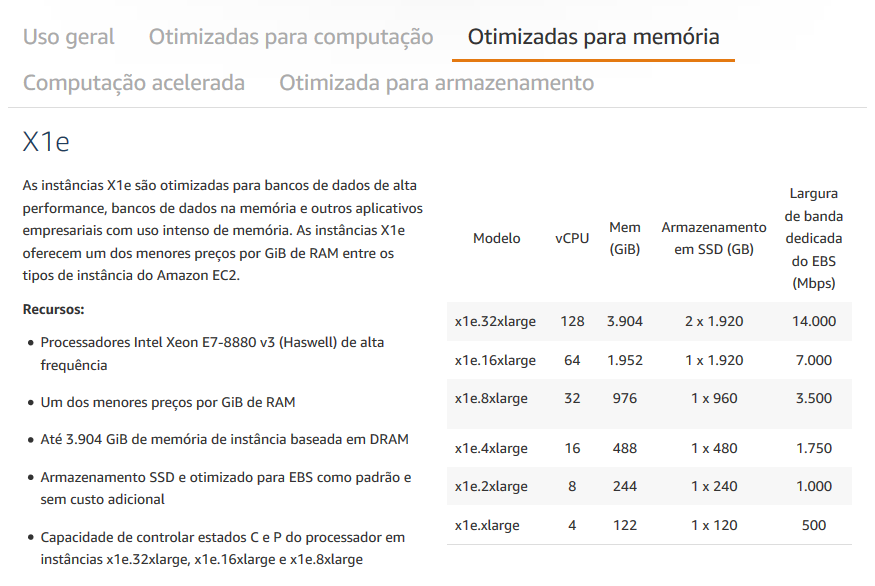 Uso geral Otimizadas para computação Otimizadas para memória
Computação acelerada Otimizada para armazenamento
X1e
As instâncias X1e são otimizadas para bancos de dados de alta
performance, bancos de dados na memória e outros aplicativos
empresariais com uso intenso de memória. As instâncias X1e
oferecem um dos menores preços por GiB de RAM entre os
tipos de instância do Amazon EC2.
Recursos:
• Processadores Intel Xeon E7-8880 v3 (Haswell) de alta
frequência
• Um dos menores preços por GiB de RAM
• Até 3.904 GiB de memória de instância baseada em DRAM
• Armazenamento SSD e otimizado para EBS como padrão e
sem custo adicional
• Capacidade de controlar estados C e P do processador em
instâncias x1e.32xlarge, x1e.16xlarge e x1e.8xlarge
Largura
de banda
dedicada
do EBS
(Mbps)
Modelo vCPU Mem
(GiB) Armazenamento
em SSD (GB)
x1e.32xlarge 128 3.904 2 x 1.920 14.000
x1e.16xlarge 64 1.952 1 x 1.920 7.000
x1e.8xlarge 32 976 1 x 960 3.500
x1e.4xlarge 16 488 1 x 480 1.750
x1e.2xlarge 8 244 1 x 240 1.000
x1e.xlarge 4 122 1 x 120 500